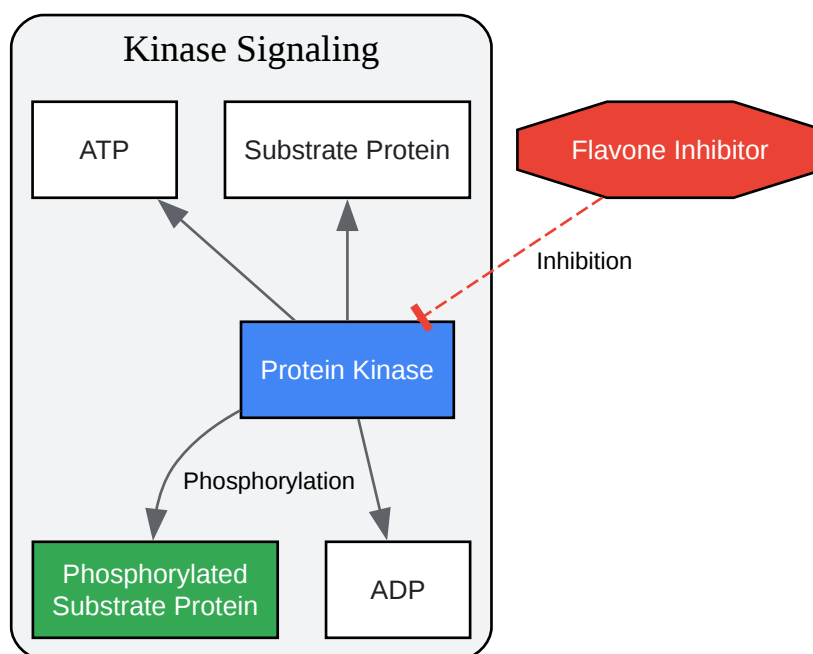 Kinase Signaling
ATP
Substrate Protein
Flavone Inhibitor
Inhibition
Protein Kinase
Phosphorylation
Phosphorylated
Substrate Protein
ADP